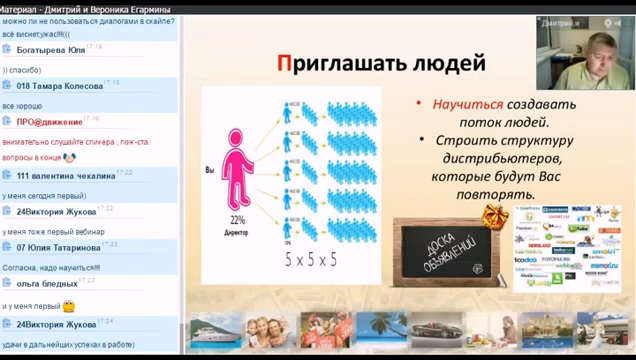 Материал - Дмитрий и Вероника Егармины
можно ли не пользоваться диалогами в скайпе?
всё виснет,ужас!!!(((
Богатырева Юля 17:19
)) спасибо)
018 Тамара Колесова 17:19
все хорошо
ПРО@движение 17:19
внимательно слушайте спикера , пож-ста.
вопросы в конце
111 валентина чекалина 17:22
у меня сегодня первый)
24Виктория Жукова 17:22
у меня тоже первый вебинар
07 Юлия Татаринова 17:23
Согласна, надо научиться!!!!
ольга бледных 17:23
и у меня первый)
24Виктория Жукова 17:24
удачи в дальнейших успехах в работе)
Приглашать людей
Вы
22%
Директор
5 x 5 x 5
• Научиться создавать
поток людей.
• Строить структуру
дистрибьютеров,
которые будут Вас
повторять.
ДОСКА
ОБЪЯВЛЕНИЙ
Дмитрий и